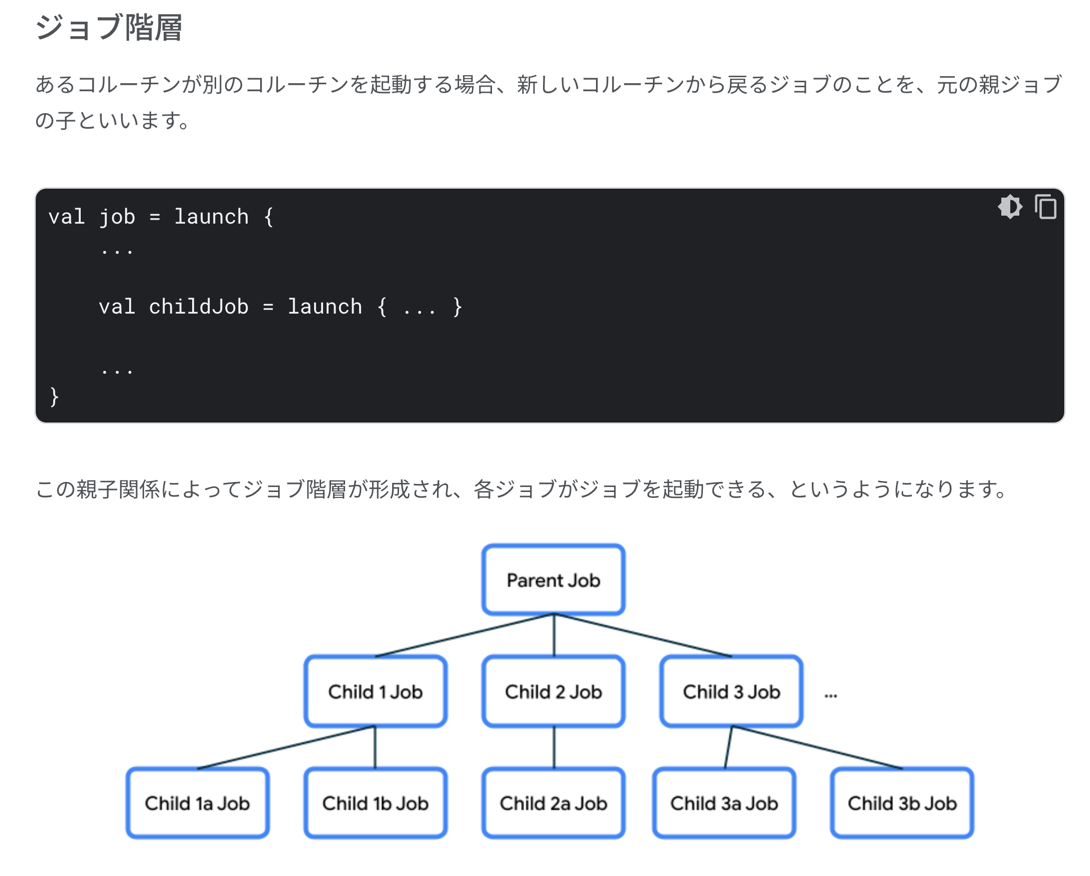 ジョブ階層
あるコルーチンが別のコルーチンを起動する場合、新しいコルーチンから戻るジョブのことを、元の親ジョブ
の子といいます。
val job = launch {
    ...
    val childJob = launch { ... }
    ...
}
この親子関係によってジョブ階層が形成され、各ジョブがジョブを起動できる、というようになります。
Parent Job
Child 1 Job Child 2 Job Child 3 Job ...
Child 1a Job Child 1b Job Child 2a Job Child 3a Job Child 3b Job